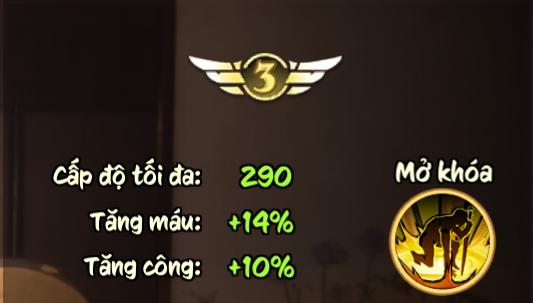 3
Cấp độ tối đa: 290
Mở khóa
Tăng máu: +14%
Tăng công: +10%